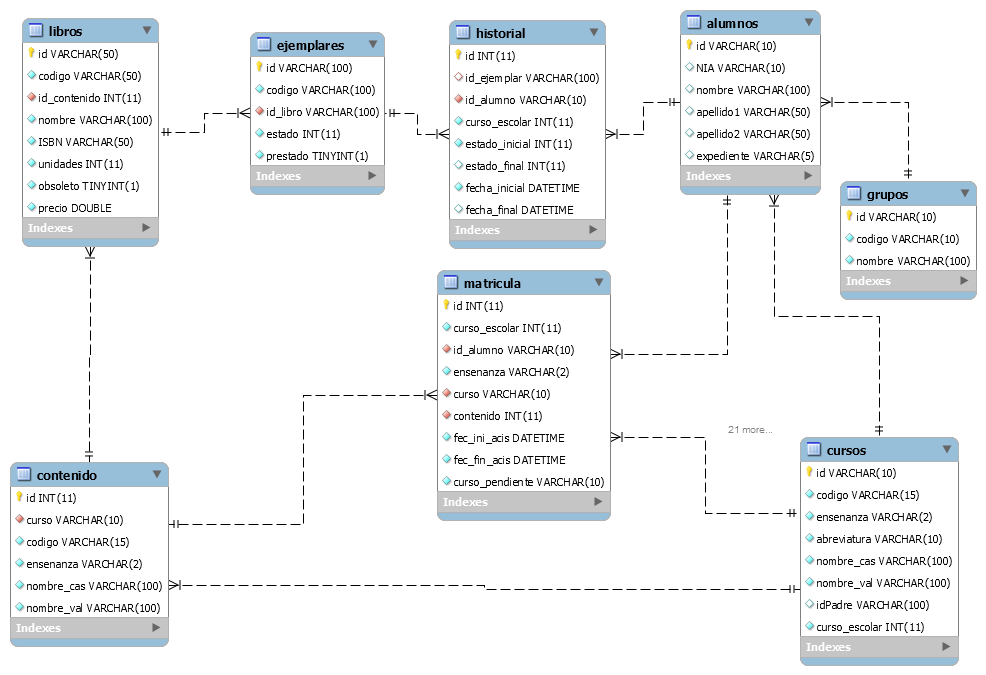 libros
id VARCHAR(50)
codigo VARCHAR(50)
id_contenido INT(11)
nombre VARCHAR(100)
ISBN VARCHAR(50)
unidades INT(11)
obsoleto TINYINT(1)
precio DOUBLE
Indexes
ejemplares
id VARCHAR(100)
codigo VARCHAR(100)
id_libro VARCHAR(100)
estado INT(11)
prestado TINYINT(1)
Indexes
historial
id INT(11)
id_ejemplar VARCHAR(100)
id_alumno VARCHAR(10)
curso_escolar INT(11)
estado_inicial INT(11)
estado_final INT(11)
fecha_inicial DATETIME
fecha_final DATETIME
Indexes
alumnos
id VARCHAR(10)
NIA VARCHAR(10)
nombre VARCHAR(100)
apellido1 VARCHAR(50)
apellido2 VARCHAR(50)
expediente VARCHAR(5)
Indexes
grupos
id VARCHAR(10)
codigo VARCHAR(10)
nombre VARCHAR(100)
Indexes
matricula
id INT(11)
curso_escolar INT(11)
id_alumno VARCHAR(10)
ensenanza VARCHAR(2)
curso VARCHAR(10)
contenido INT(11)
fec_ini_acis DATETIME
fec_fin_acis DATETIME
curso_pendiente VARCHAR(10)
Indexes
21 more...
contenido
id INT(11)
curso VARCHAR(10)
codigo VARCHAR(15)
ensenanza VARCHAR(2)
nombre_cas VARCHAR(100)
nombre_val VARCHAR(100)
Indexes
cursos
id VARCHAR(10)
codigo VARCHAR(15)
ensenanza VARCHAR(2)
abreviatura VARCHAR(10)
nombre_cas VARCHAR(100)
nombre_val VARCHAR(100)
idPadre VARCHAR(100)
curso_escolar INT(11)
Indexes